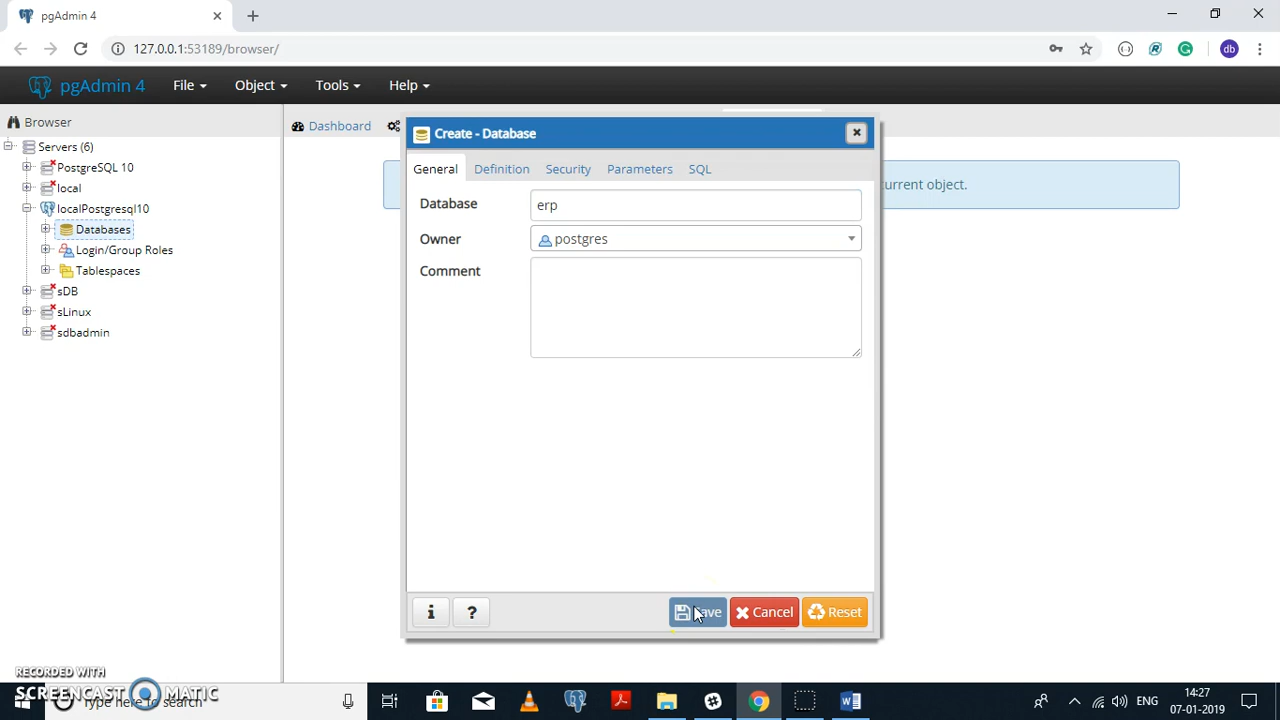 pgAdmin 4
127.0.0.1:53189/browser/
db
pgAdmin 4 File Object Tools Help
Browser
Dashboard
Servers (6)
PostgreSQL 10
local
localPostgresql10
Databases
Login/Group Roles
Tablespaces
sDB
sLinux
sdbadmin
current object.
Create - Database
General Definition Security Parameters SQL
Database erp
Owner postgres
Comment
i ? Save Cancel Reset
RECORDED WITH
SCREENCAST MATIC
Type here to search
ENG
14:27
07-01-2019